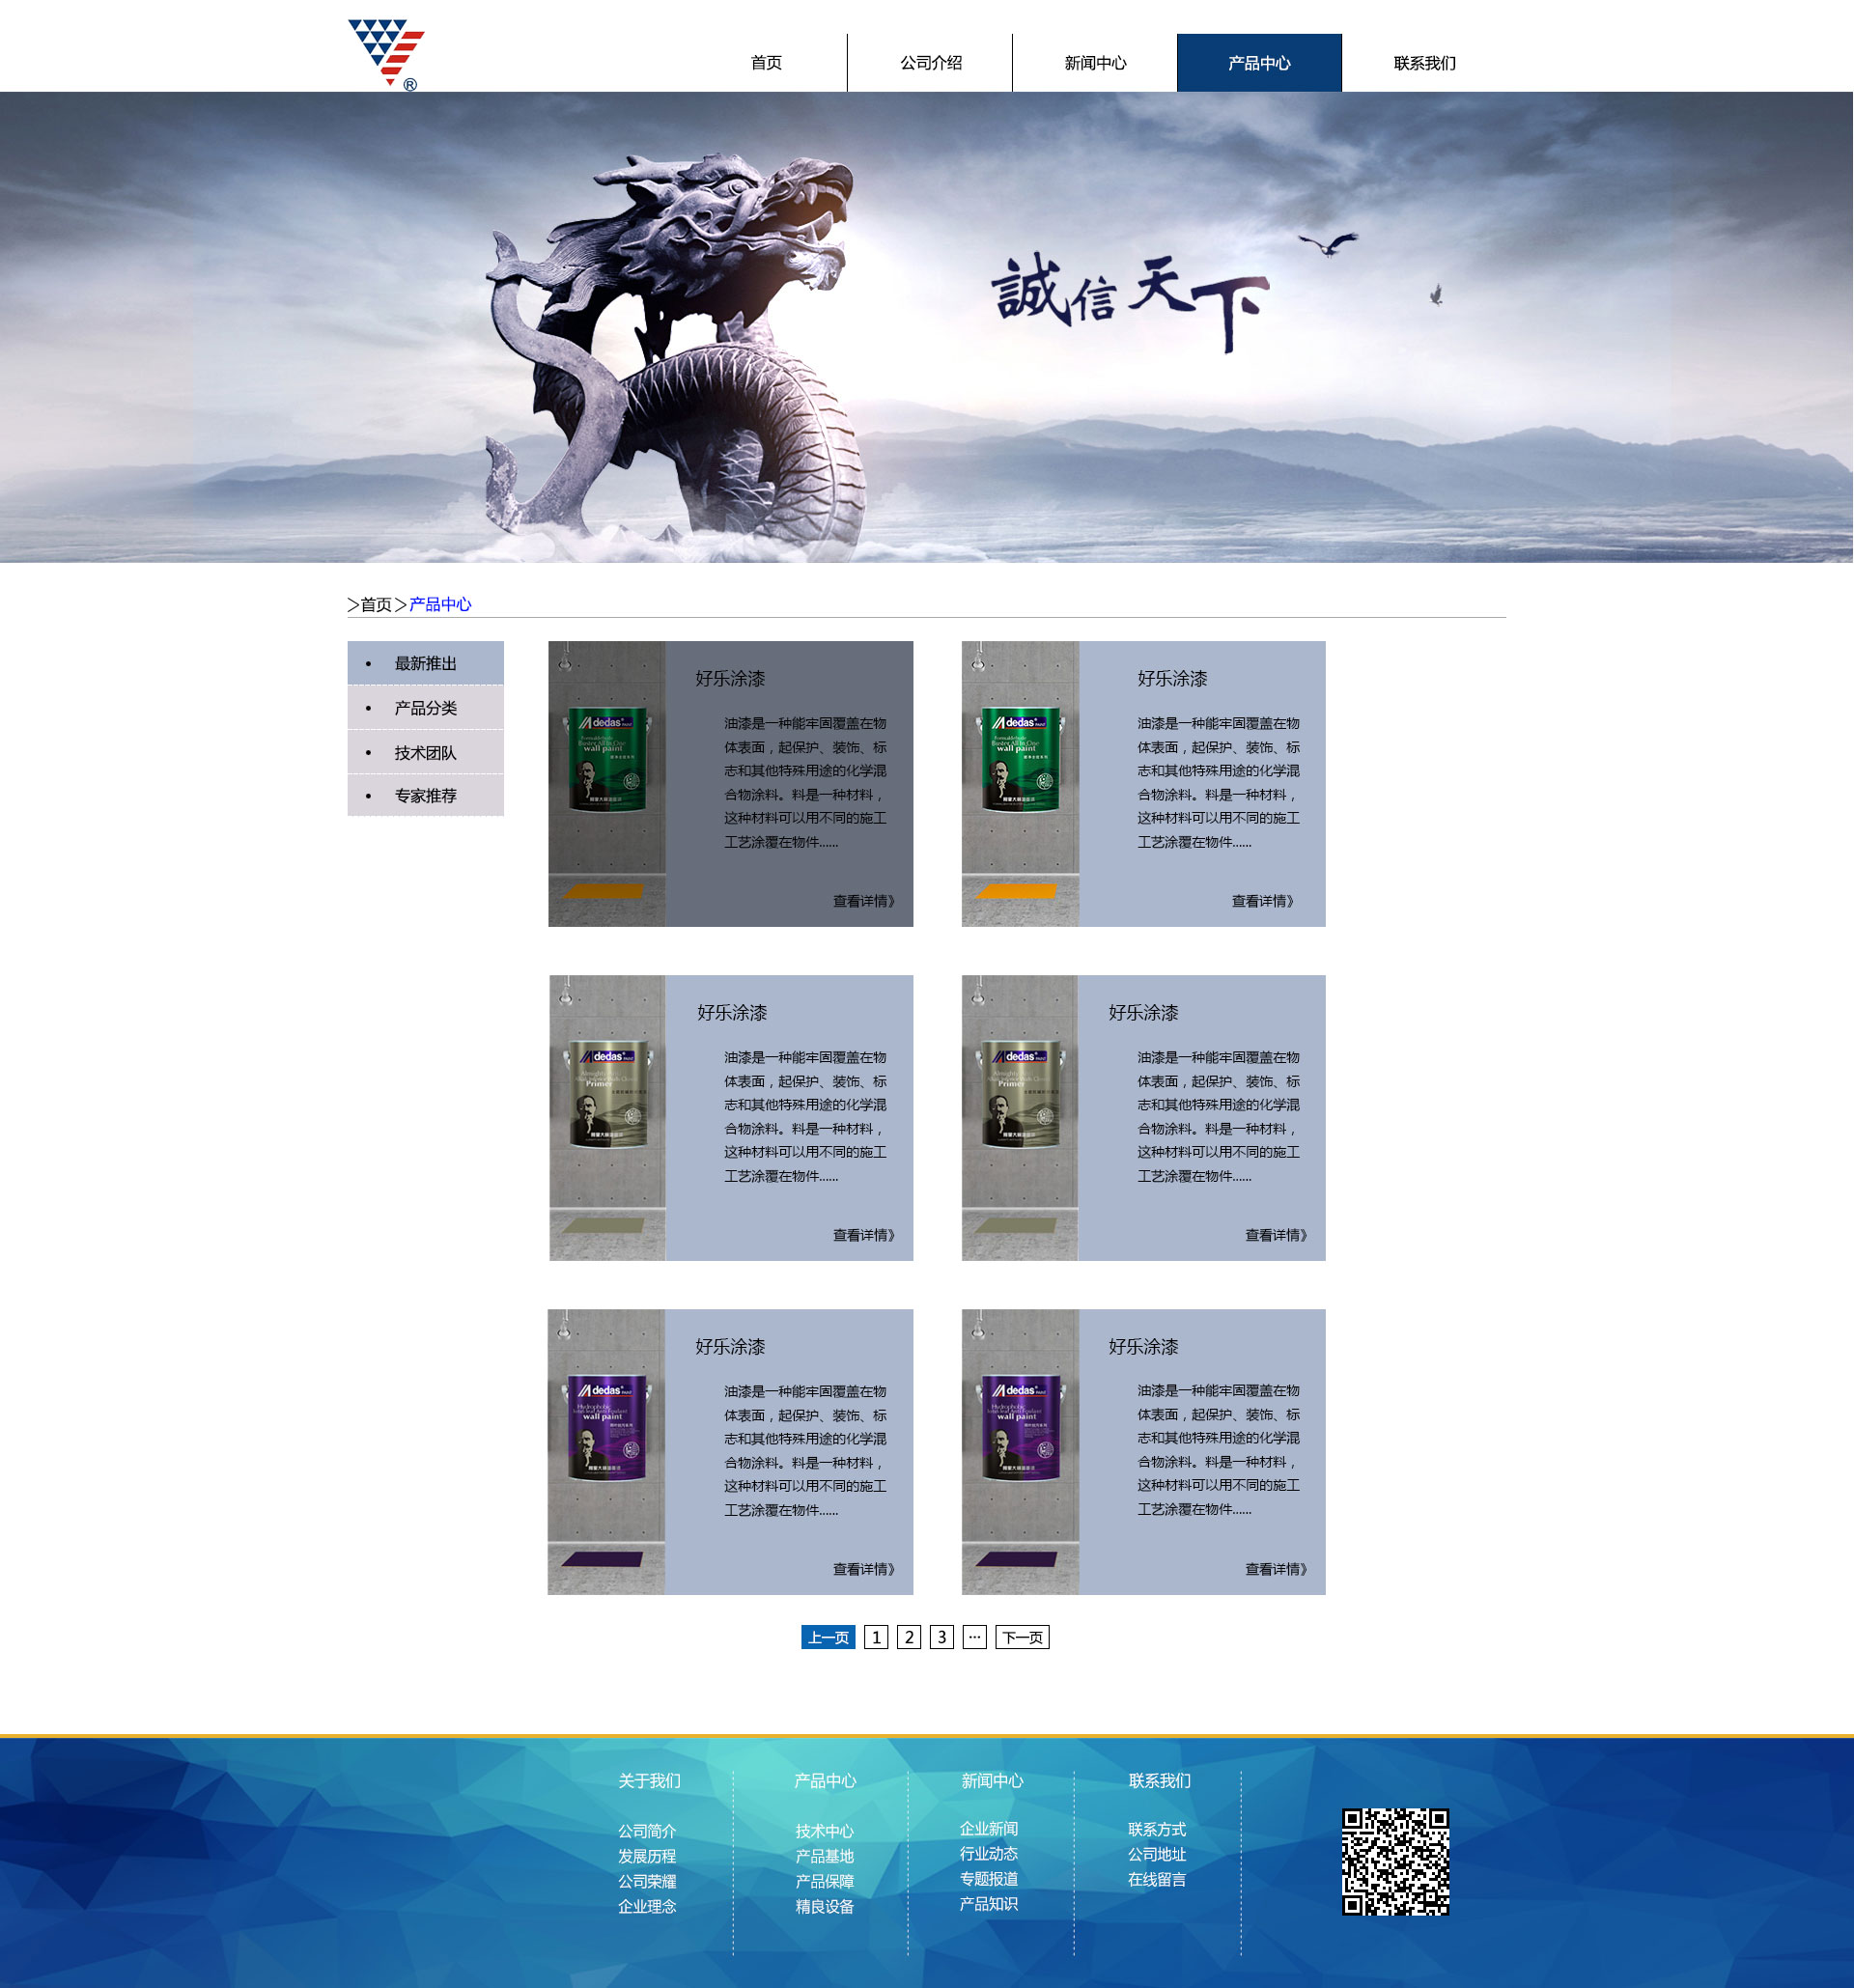 ®
首页
公司介绍
新闻中心
产品中心
联系我们
誠信天下
>首页>产品中心
• 最新推出
• 产品分类
• 技术团队
• 专家推荐
dedas® PAINT
wall paint
好乐涂漆
油漆是一种能牢固覆盖在物
体表面，起保护、装饰、标
志和其他特殊用途的化学混
合物涂料。料是一种材料，
这种材料可以用不同的施工
工艺涂覆在物件......
查看详情》
dedas® PAINT
wall paint
好乐涂漆
油漆是一种能牢固覆盖在物
体表面，起保护、装饰、标
志和其他特殊用途的化学混
合物涂料。料是一种材料，
这种材料可以用不同的施工
工艺涂覆在物件......
查看详情》
dedas® PAINT
Primer
好乐涂漆
油漆是一种能牢固覆盖在物
体表面，起保护、装饰、标
志和其他特殊用途的化学混
合物涂料。料是一种材料，
这种材料可以用不同的施工
工艺涂覆在物件......
查看详情》
dedas® PAINT
Primer
好乐涂漆
油漆是一种能牢固覆盖在物
体表面，起保护、装饰、标
志和其他特殊用途的化学混
合物涂料。料是一种材料，
这种材料可以用不同的施工
工艺涂覆在物件......
查看详情》
dedas® PAINT
Hydrophobic
wall paint
好乐涂漆
油漆是一种能牢固覆盖在物
体表面，起保护、装饰、标
志和其他特殊用途的化学混
合物涂料。料是一种材料，
这种材料可以用不同的施工
工艺涂覆在物件......
查看详情》
dedas® PAINT
Hydrophobic
wall paint
好乐涂漆
油漆是一种能牢固覆盖在物
体表面，起保护、装饰、标
志和其他特殊用途的化学混
合物涂料。料是一种材料，
这种材料可以用不同的施工
工艺涂覆在物件......
查看详情》
上一页 1 2 3 ... 下一页
关于我们
公司简介
发展历程
公司荣耀
企业理念
产品中心
技术中心
产品基地
产品保障
精良设备
新闻中心
企业新闻
行业动态
专题报道
产品知识
联系我们
联系方式
公司地址
在线留言